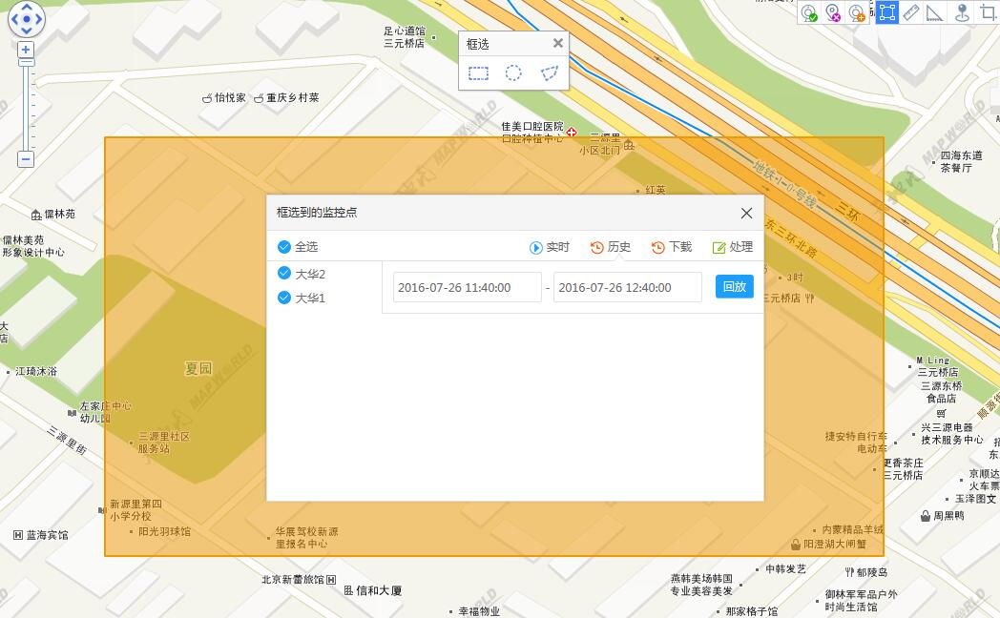 足心道馆
三元桥店
框选
怡悦家
重庆乡村菜
MAP WORLD
MAP WORLD
佳美口腔医院
口腔种植中心
三源里
小区北门
四海东道
茶餐厅
地铁10号线
三环
东三环北路
红英
儒林苑
儒林美苑
形象设计中心
框选到的监控点
全选
实时
历史
下载
处理
大华2
大华1
2016-07-26 11:40:00
-
2016-07-26 12:40:00
回放
3时
三元桥店
大
店
江琦沐浴
夏园
MAP WORLD
M Ling
三元桥店
三源东桥
食品店
顺源街
左家庄中心
幼儿园
三源里街
三源里社区
服务站
捷安特自行车
电动车
兴三源电器
技术服务中心
更香茶庄
三元桥店
京顺达
火车票
玉泽图文
周黑鸭
新源里第四
小学分校
阳光羽球馆
蓝海宾馆
华展驾校新源
里报名中心
内蒙精品羊绒
阳澄湖大闸蟹
北京新蕾旅馆
信和大厦
幸福物业
燕韩美场韩国
专业美容美发
中韩发艺
郁陵岛
御林军军品户外
时尚生活馆
那家格子馆